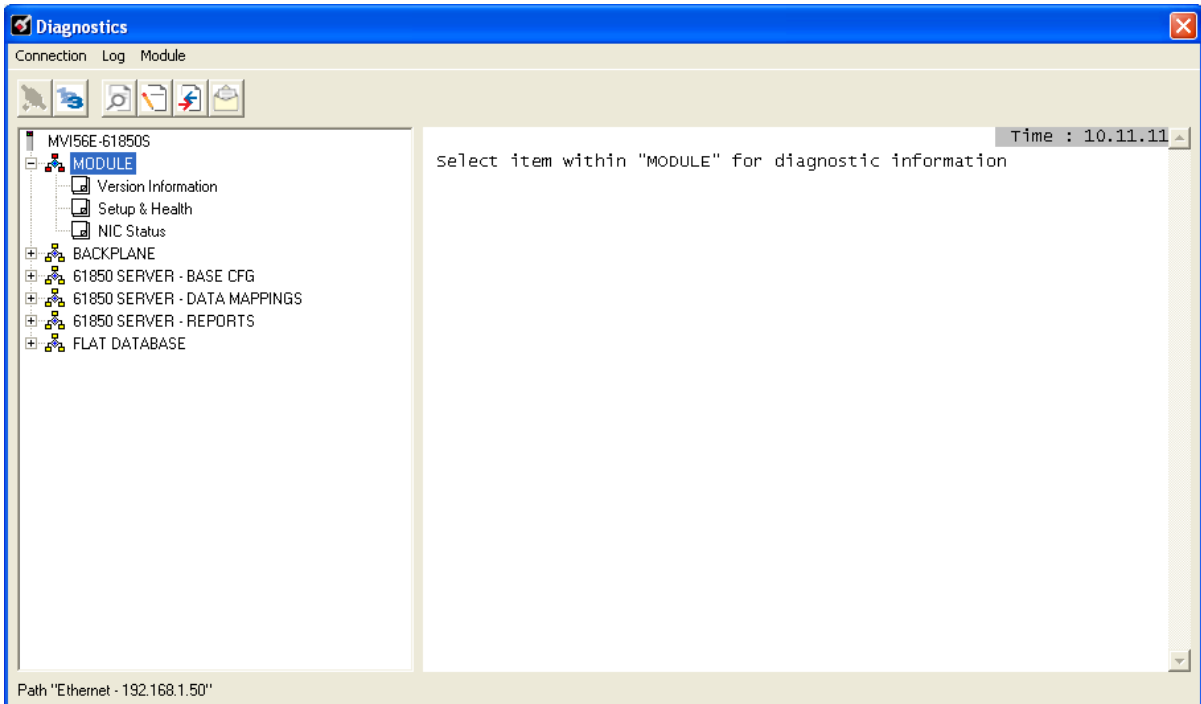 Diagnostics
Connection Log Module
MVI56E-61850S
MODULE
Version Information
Setup & Health
NIC Status
BACKPLANE
61850 SERVER - BASE CFG
61850 SERVER - DATA MAPPINGS
61850 SERVER - REPORTS
FLAT DATABASE
Time : 10.11.11
Select item within "MODULE" for diagnostic information
Path "Ethernet - 192.168.1.50"